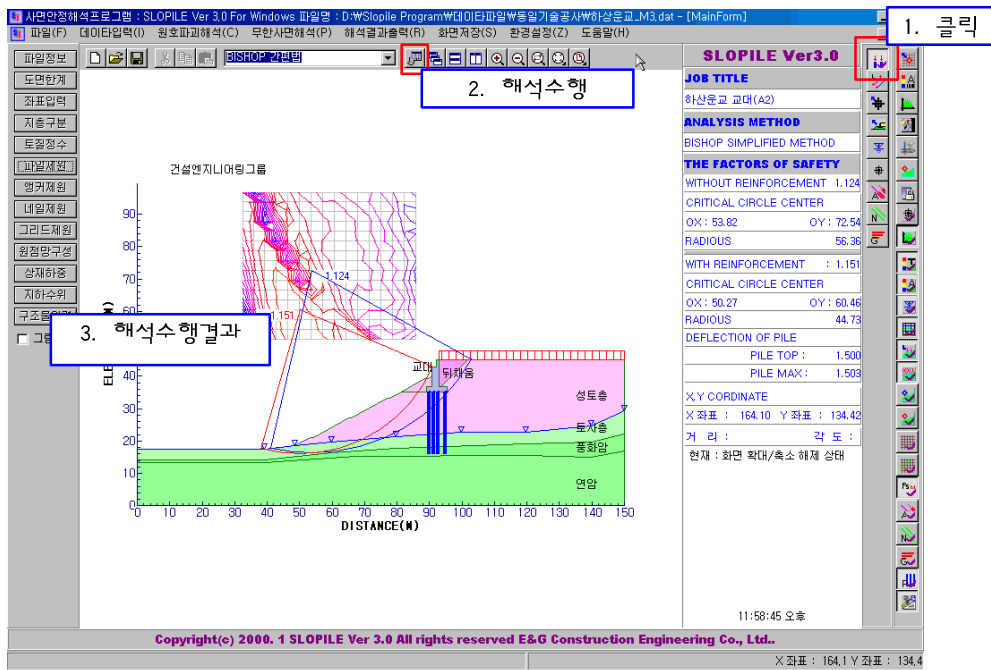 사면안정해석프로그램 : SLOPILE Ver 3.0 For Windows 파일명 : D:₩Slopile Program₩데이타파일₩동일기술공사₩하산운교_M3.dat - [MainForm]
파일(F) 데이타입력(I) 원호파괴해석(C) 무한사면해석(P) 해석결과출력(R) 화면저장(S) 환경설정(Z) 도움말(H)
1. 클릭
BISHOP 간편법
2. 해석수행
파일정보
도면한계
좌표입력
지층구분
토질정수
파일제원
앵커제원
네일제원
그리드제원
원점망구성
상재하중
지하수위
3. 해석수행결과
건설엔지니어링그룹
90
80
70
40
30
20
10
0
1.124
1.151
교대
뒤채움
성토층
토사층
풍화암
연암
0 10 20 30 40 50 60 70 80 90 100 110 120 130 140 150
DISTANCE(M)
SLOPILE Ver3.0
JOB TITLE
하산운교 교대(A2)
ANALYSIS METHOD
BISHOP SIMPLIFIED METHOD
THE FACTORS OF SAFETY
WITHOUT REINFORCEMENT 1.124
CRITICAL CIRCLE CENTER
OX : 53.82 OY : 72.54
RADIOUS 56.36
WITH REINFORCEMENT : 1.151
CRITICAL CIRCLE CENTER
OX : 50.27 OY : 60.46
RADIOUS 44.73
DEFLECTION OF PILE
PILE TOP : 1.500
PILE MAX : 1.503
X,Y CORDINATE
X 좌표 : 164.10 Y 좌표 : 134.42
거 리 : 각 도 :
현재 : 화면 확대/축소 해제 상태
11:58:45 오후
Copyright(c) 2000. 1 SLOPILE Ver 3.0 All rights reserved E&G Construction Engineering Co., Ltd..
X 좌표 : 164,1 Y 좌표 : 134,4